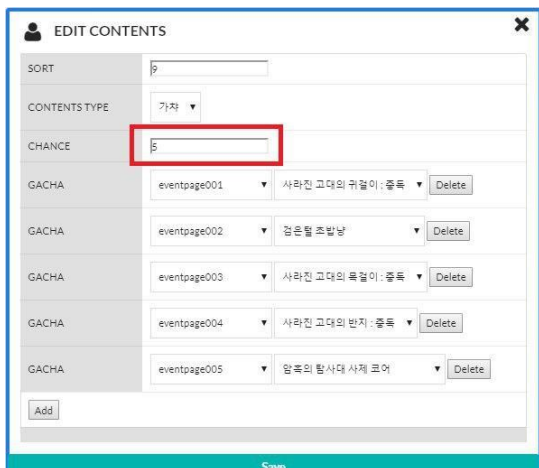 EDIT CONTENTS
SORT 9
CONTENTS TYPE 가챠
CHANCE 5
GACHA eventpage001 사라진 고대의 귀걸이 : 중독 Delete
GACHA eventpage002 검은털 초밥냥 Delete
GACHA eventpage003 사라진 고대의 목걸이 : 중독 Delete
GACHA eventpage004 사라진 고대의 반지 : 중독 Delete
GACHA eventpage005 암흑의 탐사대 사제 코어 Delete
Add
Save